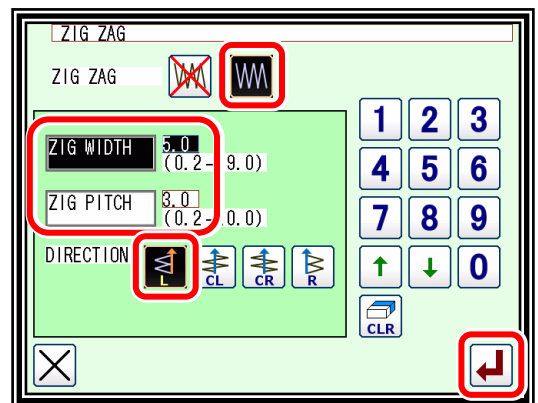 ZIG ZAG
ZIG ZAG
1 2 3
ZIG WIDTH 5.0
(0.2- 9.0)
4 5 6
ZIG PITCH 3.0
(0.2- .0)
7 8 9
DIRECTION L CL CR R
↑ ↓ 0
CLR